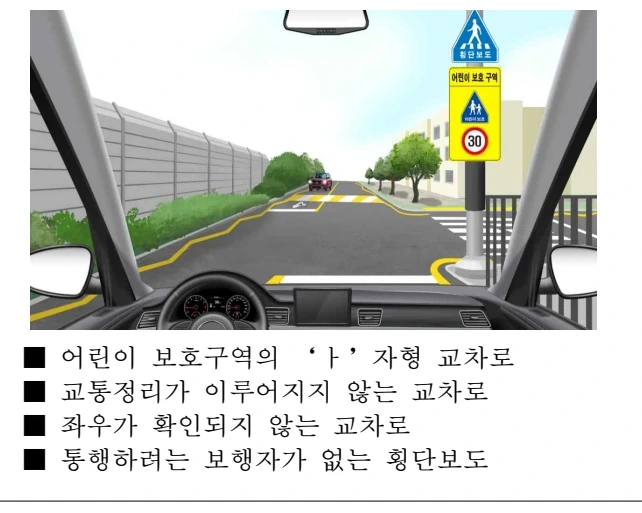 횡단보도
어린이 보호 구역
어린이 보호
30
■ 어린이 보호구역의 ‘ㅏ’자형 교차로
■ 교통정리가 이루어지지 않는 교차로
■ 좌우가 확인되지 않는 교차로
■ 통행하려는 보행자가 없는 횡단보도